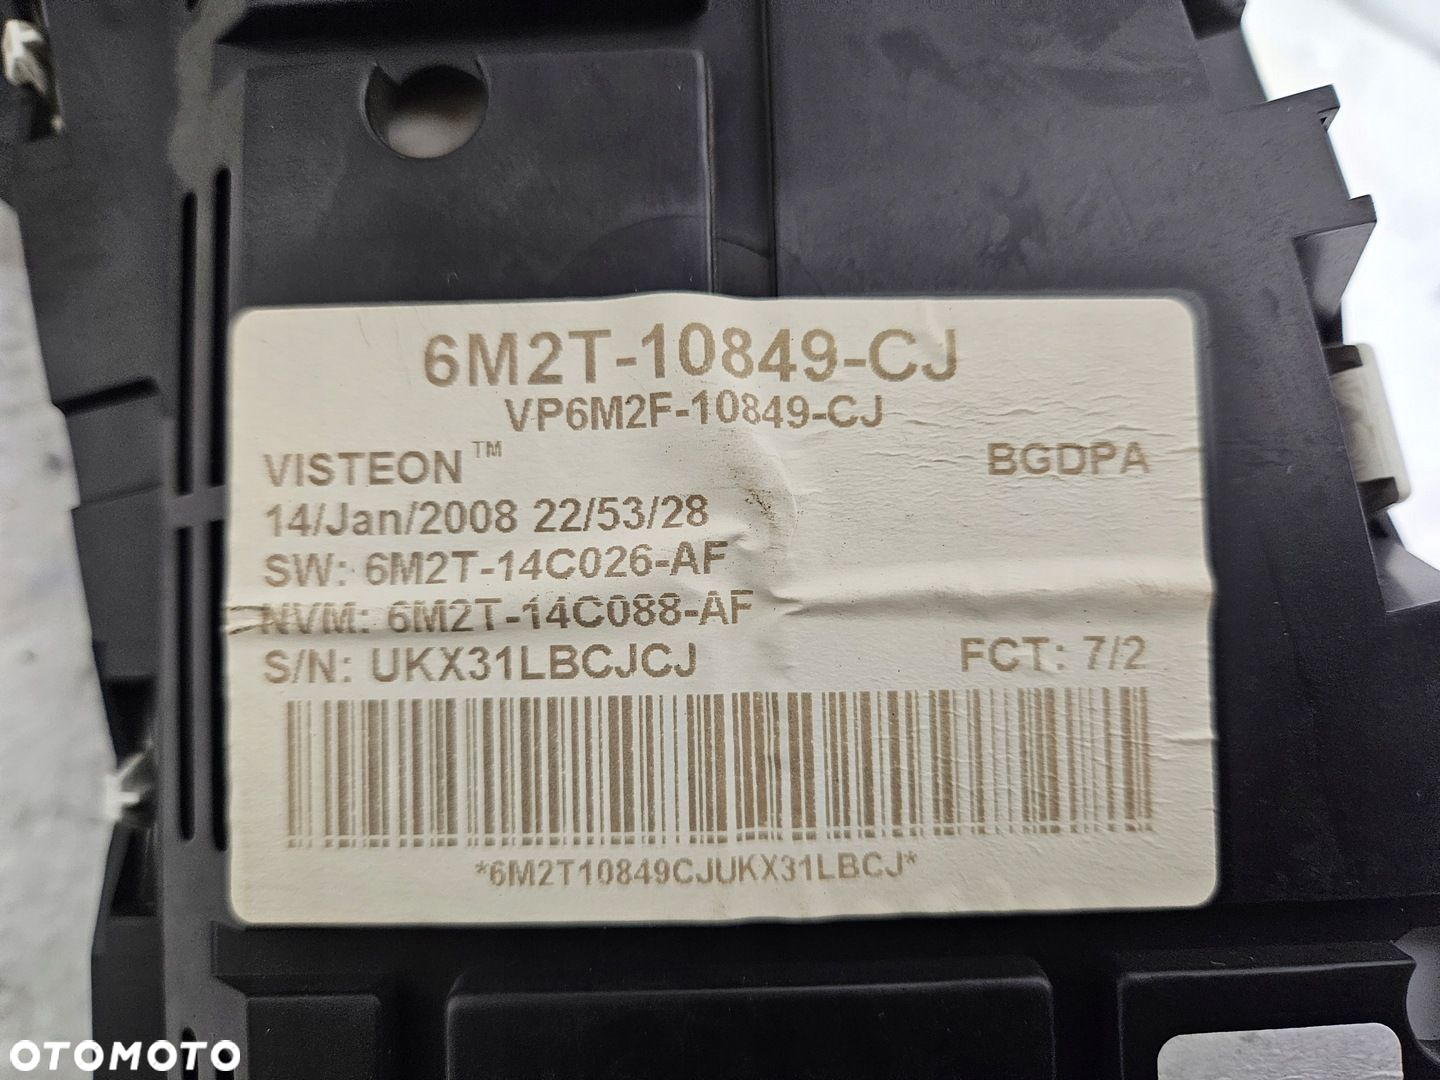 6M2T-10849-CJ
VP6M2F-10849-CJ
VISTEON™
BGDPA
14/Jan/2008 22/53/28
SW: 6M2T-14C026-AF
NVM: 6M2T-14C088-AF
S/N: UKX31LBCJCJ
FCT: 7/2
*6M2T10849CJUKX31LBCJ*
OTOMOTO